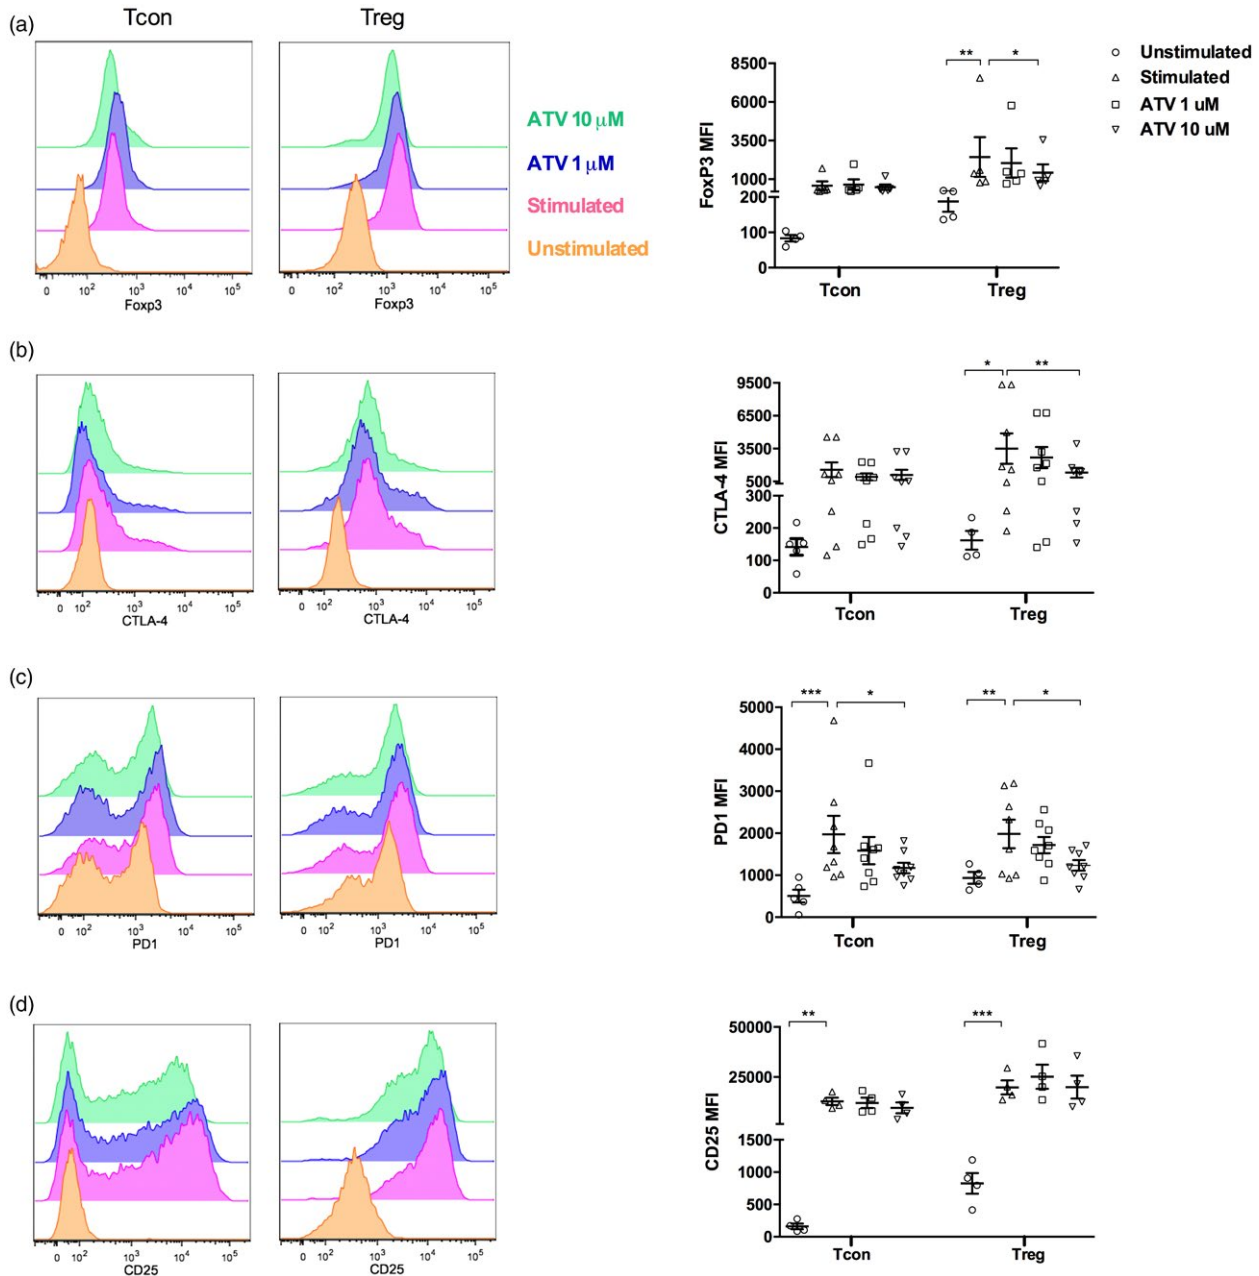 (a)
Tcon
Treg
ATV 10 μM
ATV 1 μM
Stimulated
Unstimulated
0 10² 10³ 10⁴ 10⁵
Foxp3
0 10² 10³ 10⁴ 10⁵
Foxp3
FoxP3 MFI
8500
6000
3500
1000
200
100
0
** *
Tcon Treg
Unstimulated
Stimulated
ATV 1 uM
ATV 10 uM
(b)
0 10² 10³ 10⁴ 10⁵
CTLA-4
0 10² 10³ 10⁴ 10⁵
CTLA-4
CTLA-4 MFI
9500
6500
3500
500
300
200
100
0
* **
Tcon Treg
(c)
0 10² 10³ 10⁴ 10⁵
PD1
0 10² 10³ 10⁴ 10⁵
PD1
PD1 MFI
5000
4000
3000
2000
1000
0
*** * ** *
Tcon Treg
(d)
0 10² 10³ 10⁴ 10⁵
CD25
0 10² 10³ 10⁴ 10⁵
CD25
CD25 MFI
50000
25000
1500
1000
500
0
** ***
Tcon Treg